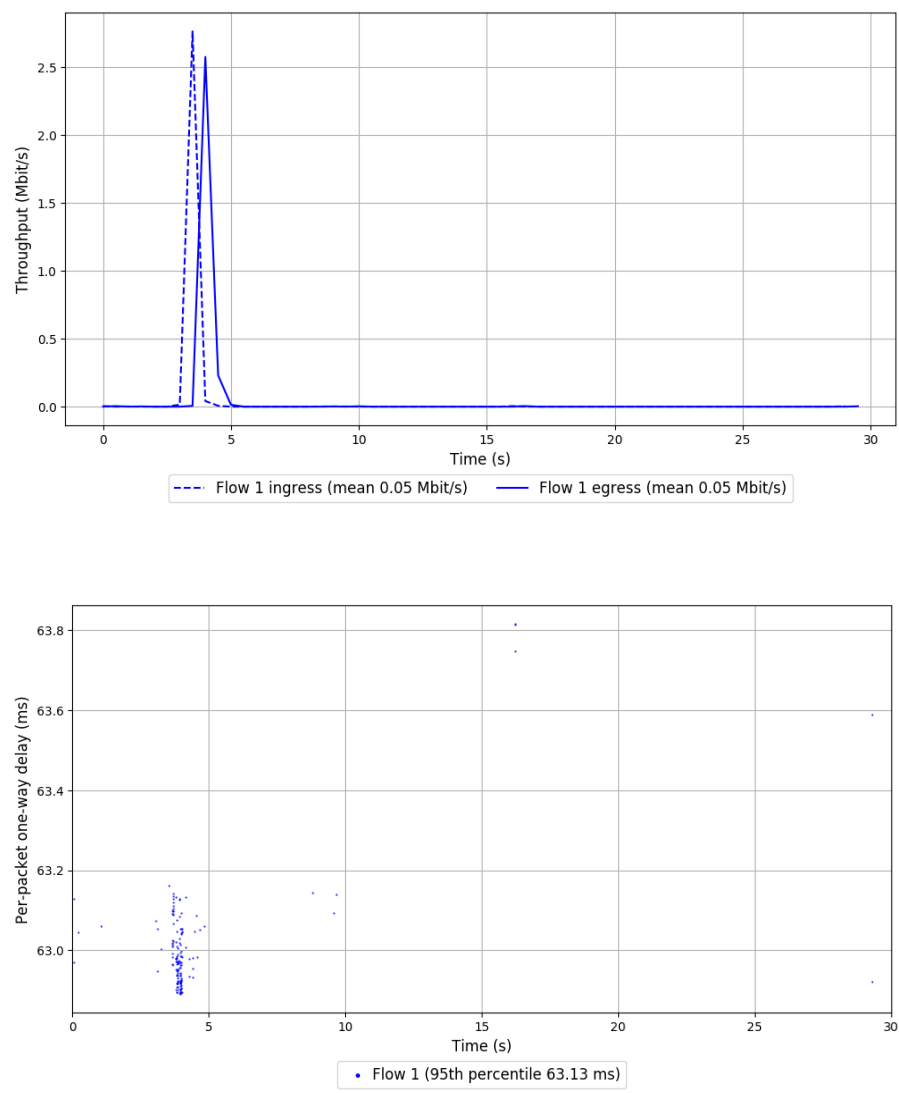 2.5
2.0
1.5
1.0
0.5
0.0
Throughput (Mbit/s)
0 5 10 15 20 25 30
Time (s)
Flow 1 ingress (mean 0.05 Mbit/s) Flow 1 egress (mean 0.05 Mbit/s)
63.8
63.6
63.4
63.2
63.0
Per-packet one-way delay (ms)
0 5 10 15 20 25 30
Time (s)
Flow 1 (95th percentile 63.13 ms)